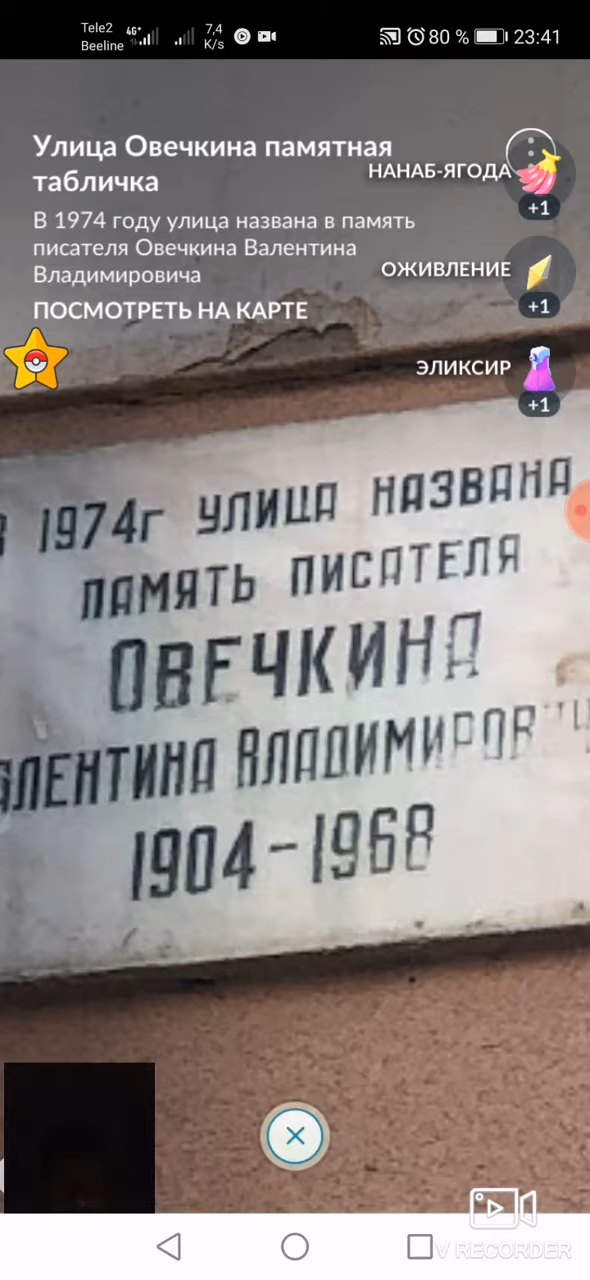 Tele2
Beeline
4G+
7,4
K/s
80 %
23:41
Улица Овечкина памятная
табличка
В 1974 году улица названа в память
писателя Овечкина Валентина
Владимировича
ПОСМОТРЕТЬ НА КАРТЕ
НАНАБ-ЯГОДА
+1
ОЖИВЛЕНИЕ
+1
ЭЛИКСИР
+1
1974г УЛИЦА НАЗВАНА
ПАМЯТЬ ПИСАТЕЛЯ
ОВЕЧКИНА
АЛЕНТИНА ВЛАДИМИРОВИЧ
1904-1968
V RECORDER